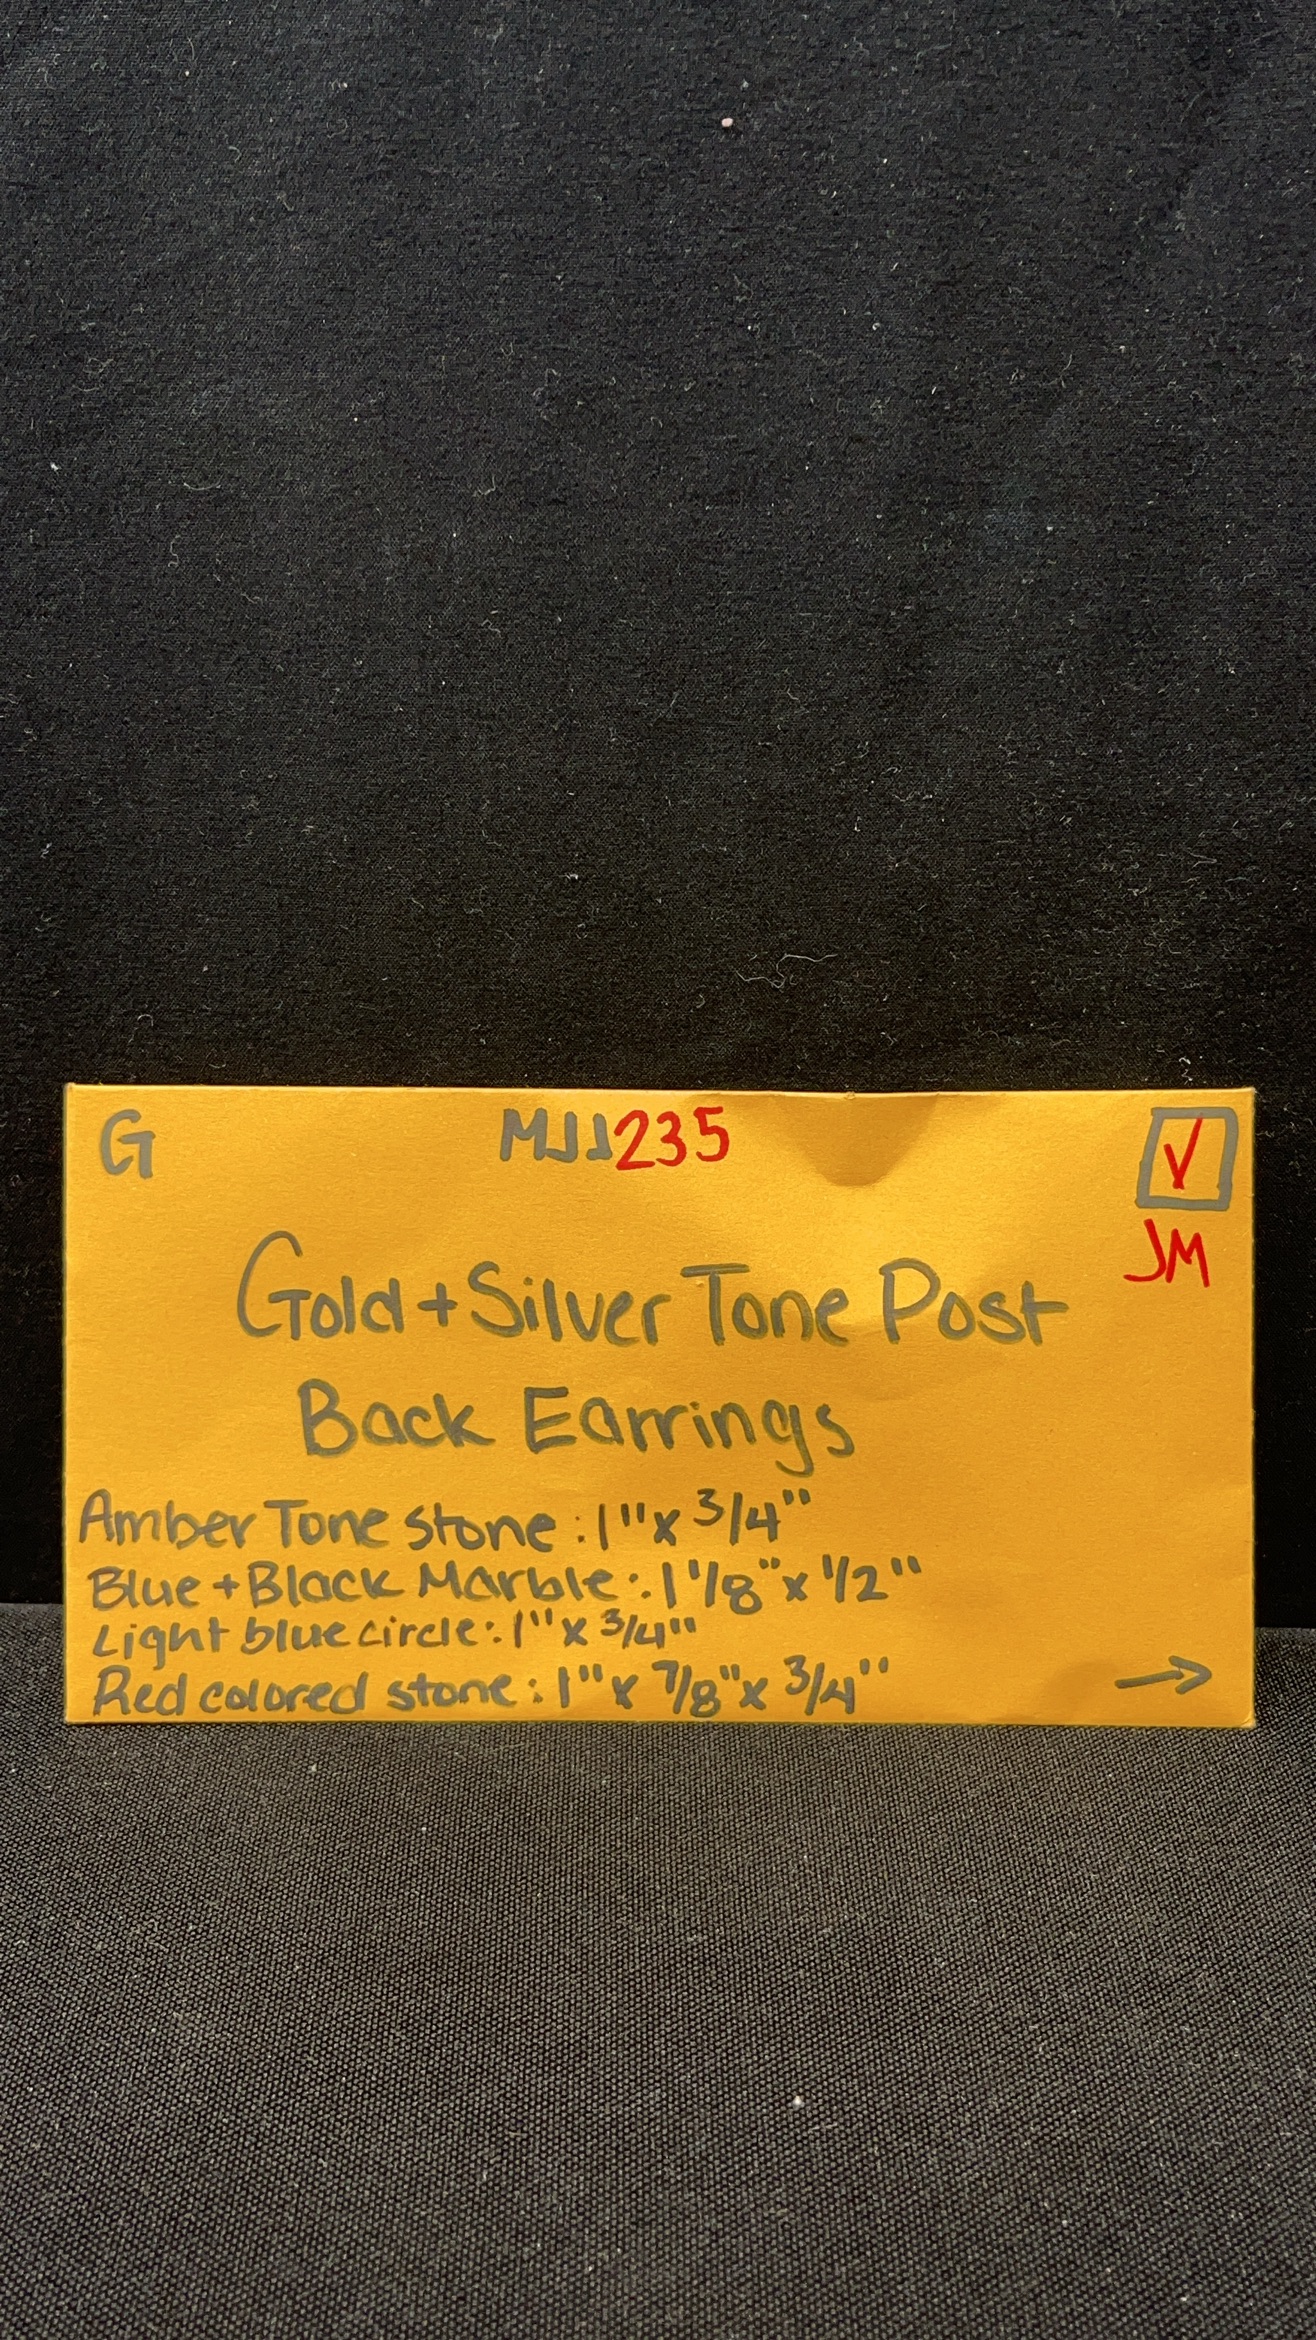 G MJJ235 ✓
JM
Gold + Silver Tone Post
Back Earrings
Amber Tone stone: 1" x 3/4"
Blue + Black Marble: 1 1/8" x 1/2"
Light blue circle: 1" x 3/4"
Red colored stone: 1" x 7/8" x 3/4" →